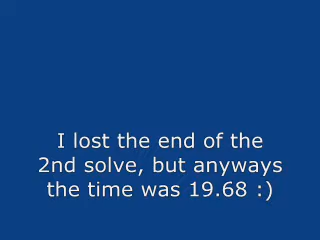 I lost the end of the
2nd solve, but anyways
the time was 19.68 :)